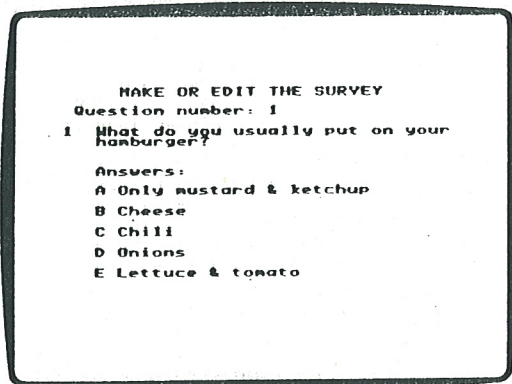 MAKE OR EDIT THE SURVEY
Question number: 1
1 What do you usually put on your
hamburger?
Answers:
A Only mustard & ketchup
B Cheese
C Chili
D Onions
E Lettuce & tomato